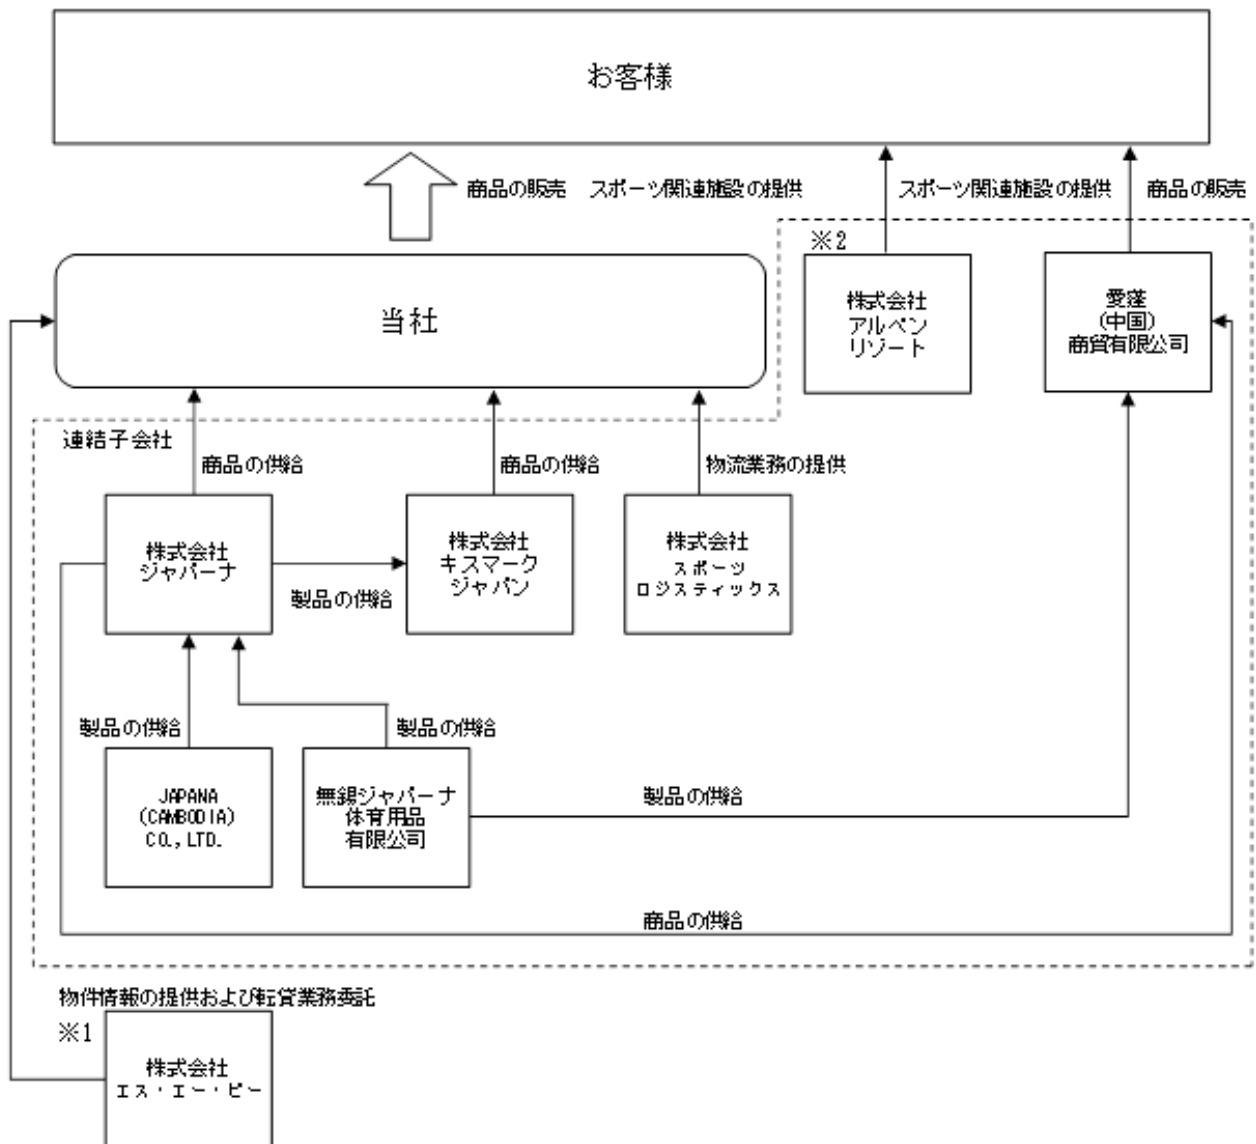 お客様
商品の販売 スポーツ関連施設の提供
スポーツ関連施設の提供
商品の販売
※2
当社
株式会社
アルペン
リゾート
愛蓬
(中国)
商貿有限公司
連結子会社
商品の供給
商品の供給
物流業務の提供
株式会社
ジャパーナ
製品の供給
株式会社
キスマーク
ジャパン
株式会社
スポーツ
ロジスティックス
製品の供給
製品の供給
JAPANA
(CAMBODIA)
CO.,LTD.
無錫ジャパーナ
体育用品
有限公司
製品の供給
商品の供給
物件情報の提供および転貸業務委託
※1
株式会社
エス・エー・ピー